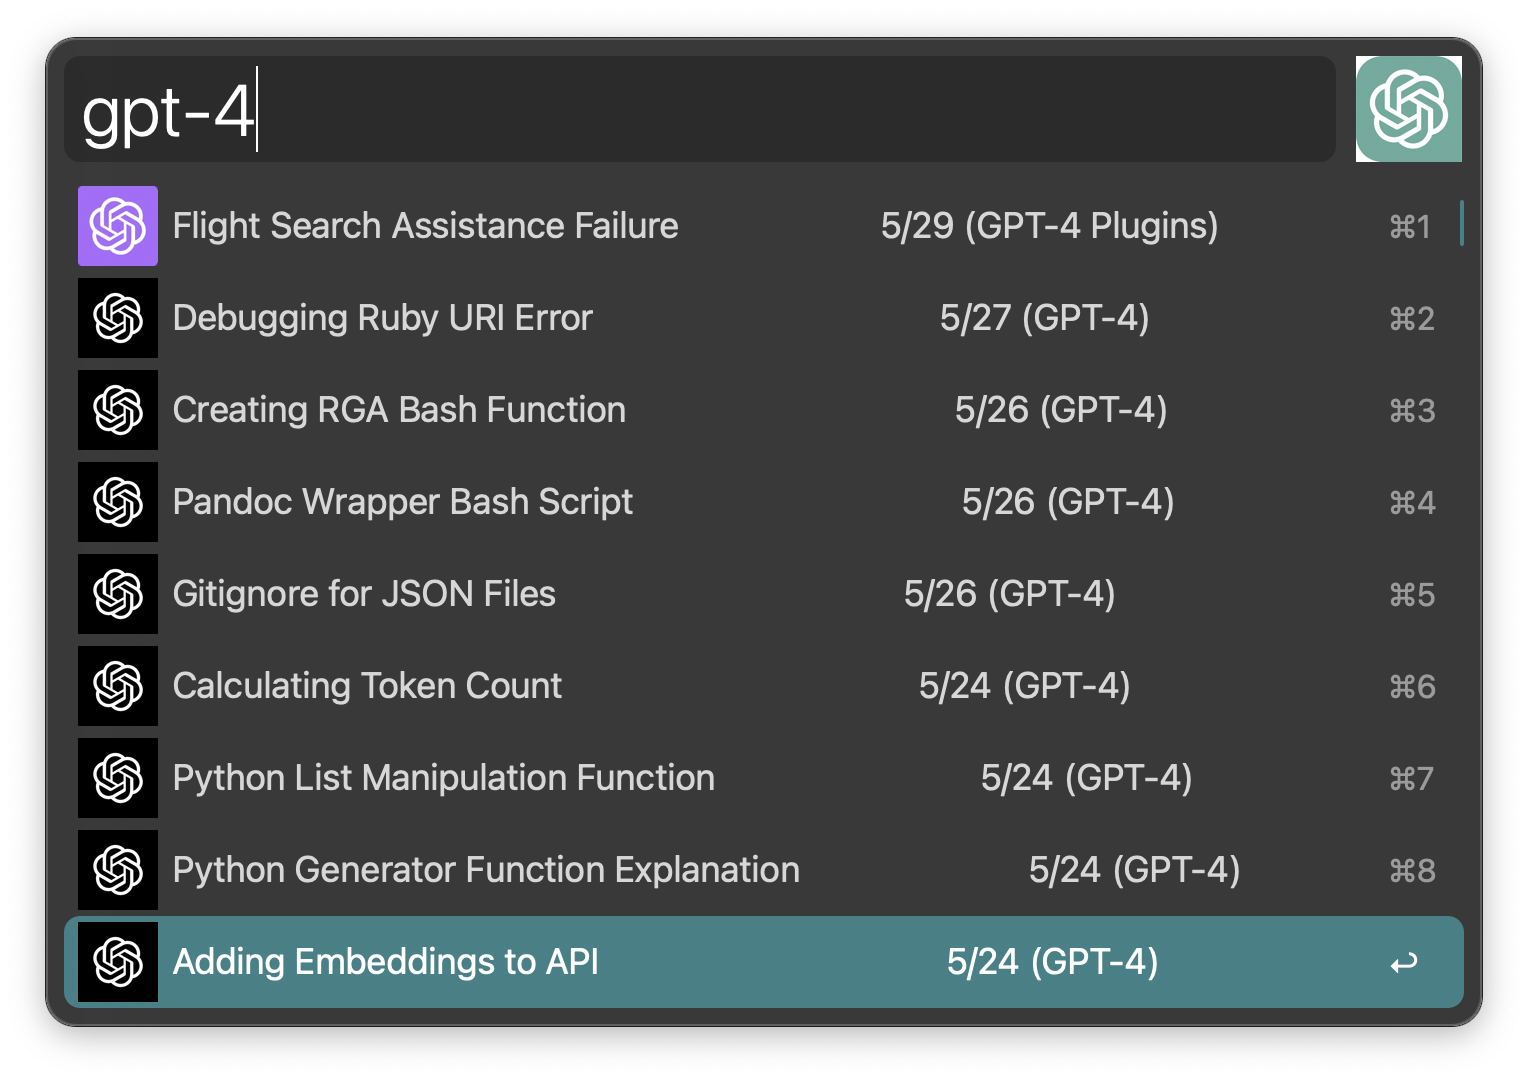 gpt-4
Flight Search Assistance Failure 5/29 (GPT-4 Plugins) ⌘1
Debugging Ruby URI Error 5/27 (GPT-4) ⌘2
Creating RGA Bash Function 5/26 (GPT-4) ⌘3
Pandoc Wrapper Bash Script 5/26 (GPT-4) ⌘4
Gitignore for JSON Files 5/26 (GPT-4) ⌘5
Calculating Token Count 5/24 (GPT-4) ⌘6
Python List Manipulation Function 5/24 (GPT-4) ⌘7
Python Generator Function Explanation 5/24 (GPT-4) ⌘8
Adding Embeddings to API 5/24 (GPT-4) ↩